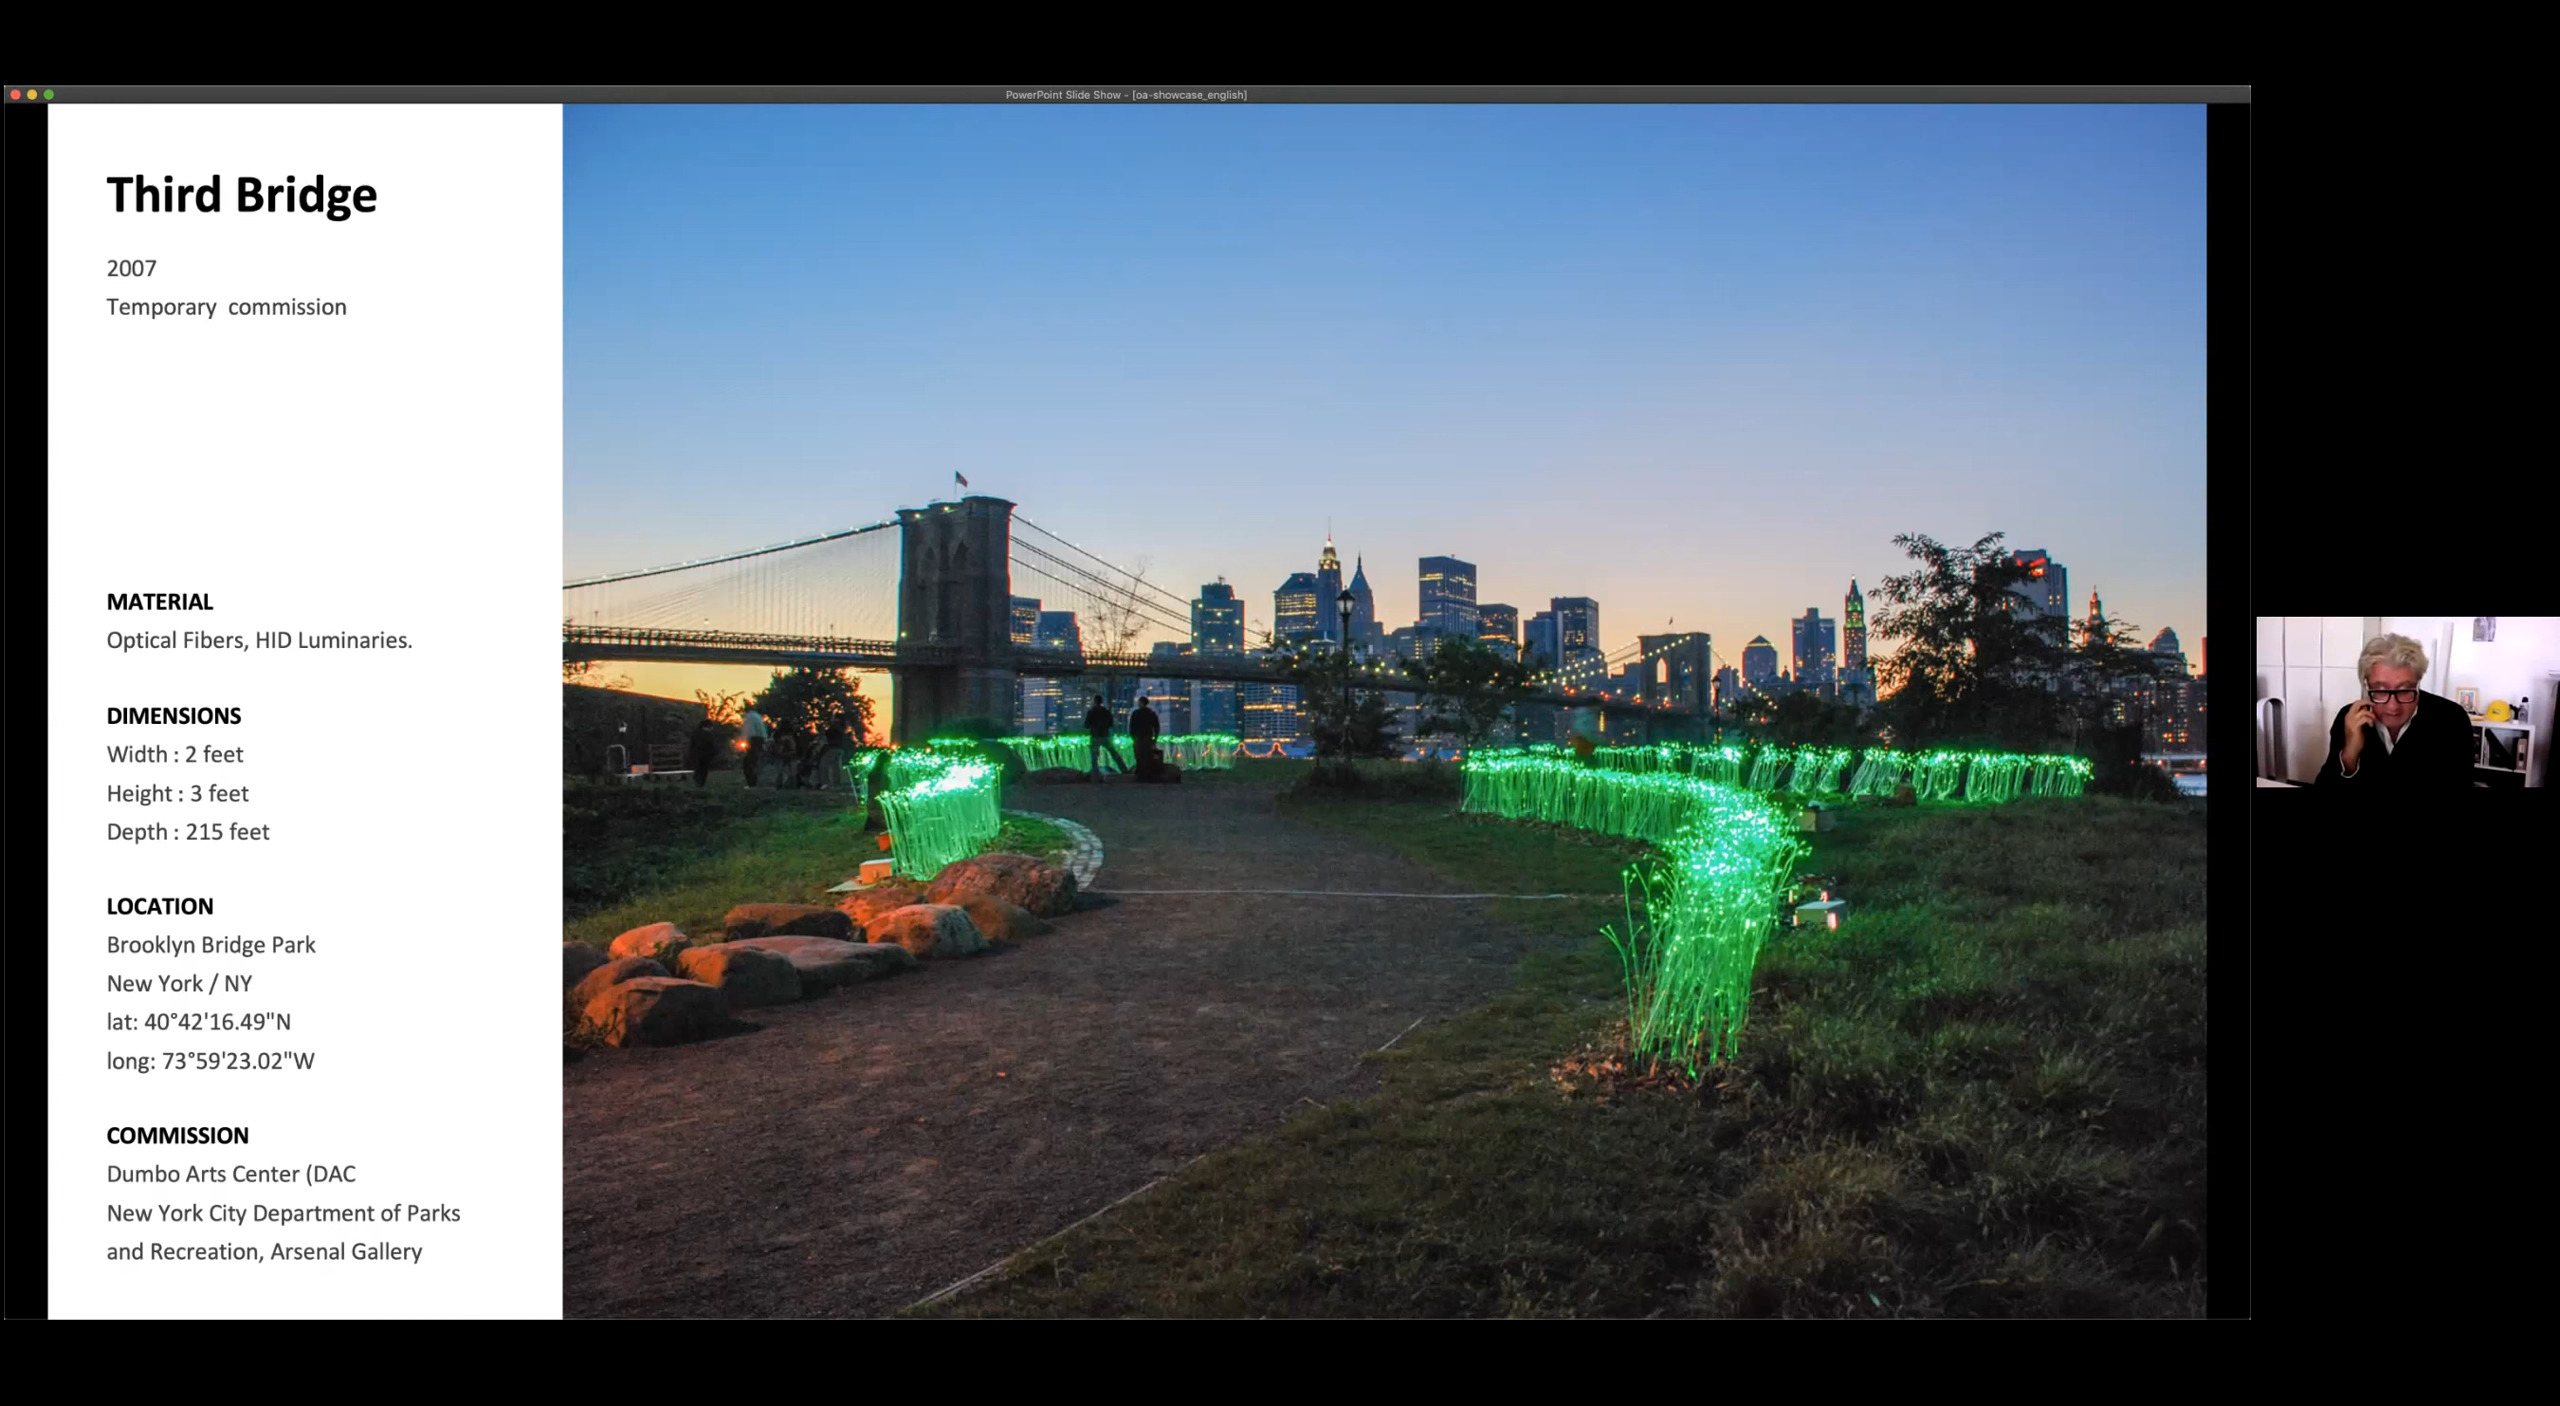 PowerPoint Slide Show - [oa-showcase_english]
Third Bridge
2007
Temporary  commission
MATERIAL
Optical Fibers, HID Luminaries.
DIMENSIONS
Width : 2 feet
Height : 3 feet
Depth : 215 feet
LOCATION
Brooklyn Bridge Park
New York / NY
lat: 40°42'16.49"N
long: 73°59'23.02"W
COMMISSION
Dumbo Arts Center (DAC
New York City Department of Parks
and Recreation, Arsenal Gallery